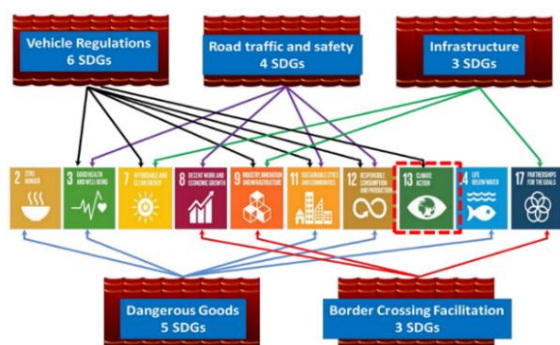 Vehicle Regulations
6 SDGs
Road traffic and safety
4 SDGs
Infrastructure
3 SDGs
2 ZERO
HUNGER
3 GOOD HEALTH
AND WELL-BEING
7 AFFORDABLE AND
CLEAN ENERGY
8 DECENT WORK AND
ECONOMIC GROWTH
9 INDUSTRY, INNOVATION
AND INFRASTRUCTURE
11 SUSTAINABLE CITIES
AND COMMUNITIES
12 RESPONSIBLE
CONSUMPTION
AND PRODUCTION
13 CLIMATE
ACTION
4 LIFE
BELOW WATER
17 PARTNERSHIPS
FOR THE GOALS
Dangerous Goods
5 SDGs
Border Crossing Facilitation
3 SDGs